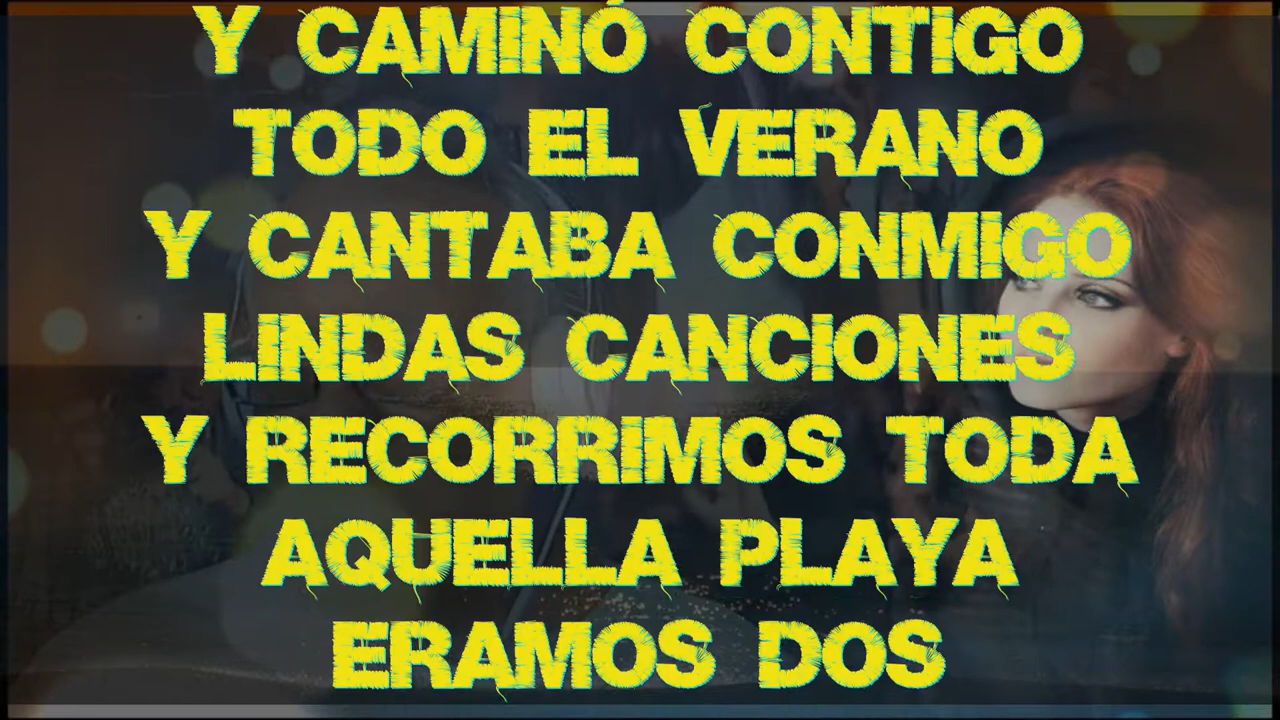 Y CAMINÓ CONTIGO
TODO EL VERANO
Y CANTABA CONMIGO
LINDAS CANCIONES
Y RECORRIMOS TODA
AQUELLA PLAYA
ERAMOS DOS